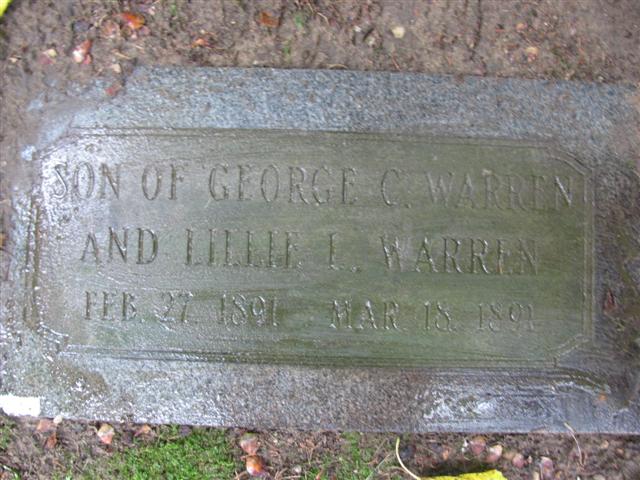 SON OF GEORGE C. WARREN
AND LILLIE L. WARREN
FEB. 27, 1891 MAR. 18, 1891